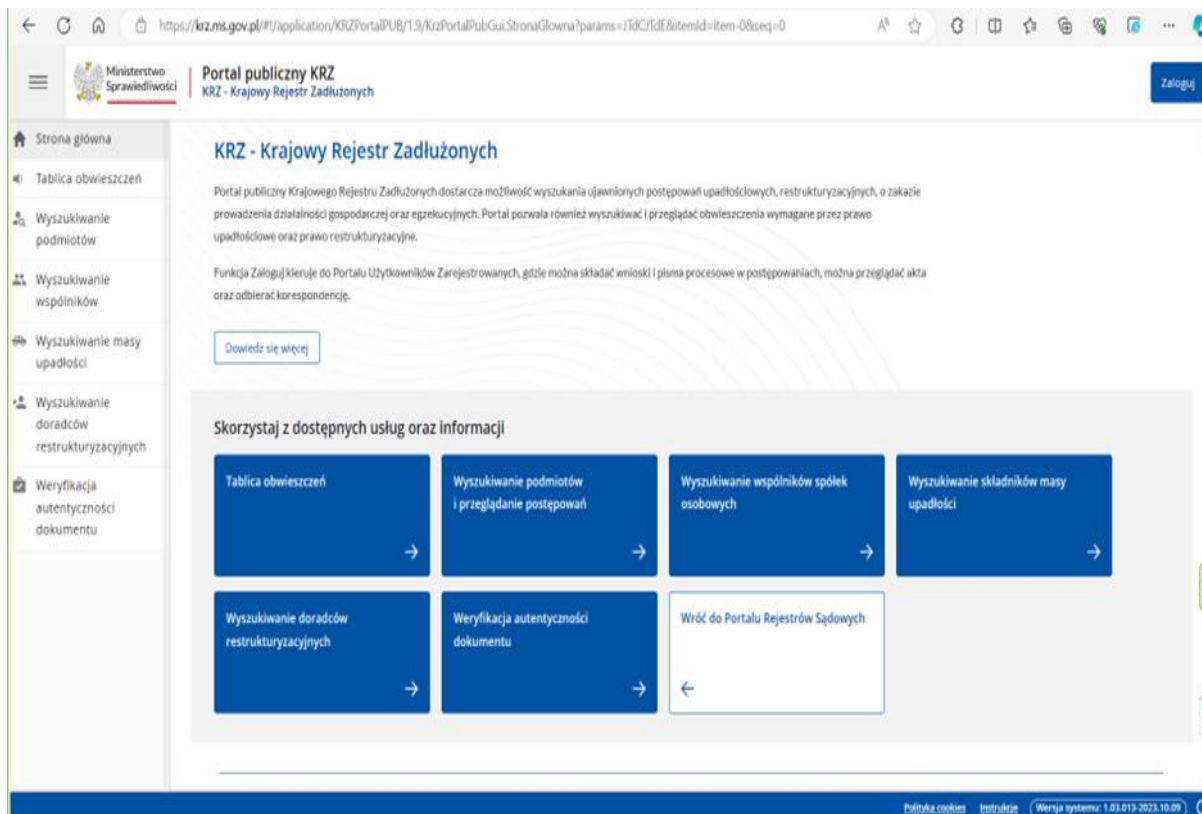 https://krz.ms.gov.pl/#!/application/KRZPortalPUB/1.9/KrzPortalPubGui.StronaGlowna?params=JTdCJTdE&itemId=item-0&seq=0
Ministerstwo
Sprawiedliwości
Portal publiczny KRZ
KRZ - Krajowy Rejestr Zadłużonych
Zaloguj
Strona główna
Tablica obwieszczeń
Wyszukiwanie
podmiotów
Wyszukiwanie
wspólników
Wyszukiwanie masy
upadłości
Wyszukiwanie
doradców
restrukturyzacyjnych
Weryfikacja
autentyczności
dokumentu
KRZ - Krajowy Rejestr Zadłużonych
Portal publiczny Krajowego Rejestru Zadłużonych dostarcza możliwość wyszukania ujawnionych postępowań upadłościowych, restrukturyzacyjnych, o zakazie
prowadzenia działalności gospodarczej oraz egzekucyjnych. Portal pozwala również wyszukiwać i przeglądać obwieszczenia wymagane przez prawo
upadłościowe oraz prawo restrukturyzacyjne.
Funkcja Zaloguj kieruje do Portalu Użytkowników Zarejestrowanych, gdzie można składać wnioski i pisma procesowe w postępowaniach, można przeglądać akta
oraz odbierać korespondencję.
Dowiedz się więcej
Skorzystaj z dostępnych usług oraz informacji
Tablica obwieszczeń
Wyszukiwanie podmiotów
i przeglądanie postępowań
Wyszukiwanie wspólników spółek
osobowych
Wyszukiwanie składników masy
upadłości
Wyszukiwanie doradców
restrukturyzacyjnych
Weryfikacja autentyczności
dokumentu
Wróć do Portalu Rejestrów Sądowych
Polityka cookies
Instrukcje
Wersja systemu: 1.03.013-2023.10.09